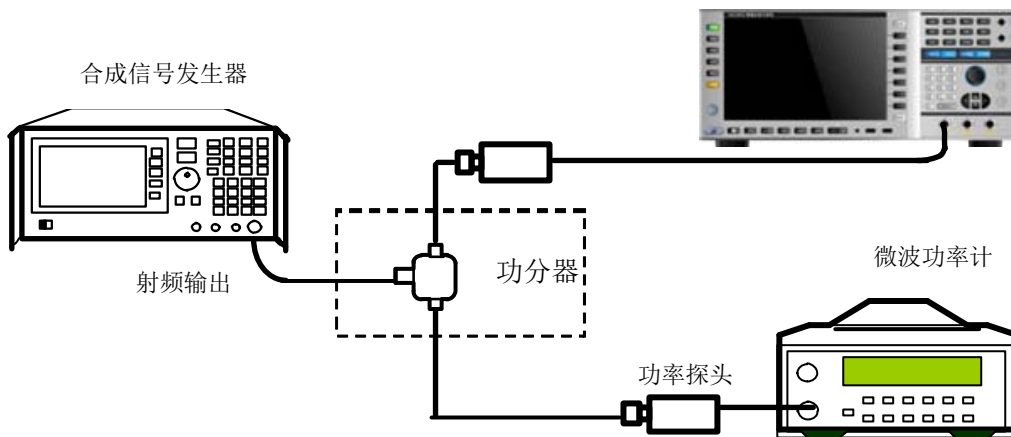 合成信号发生器
射频输出
功分器
微波功率计
功率探头